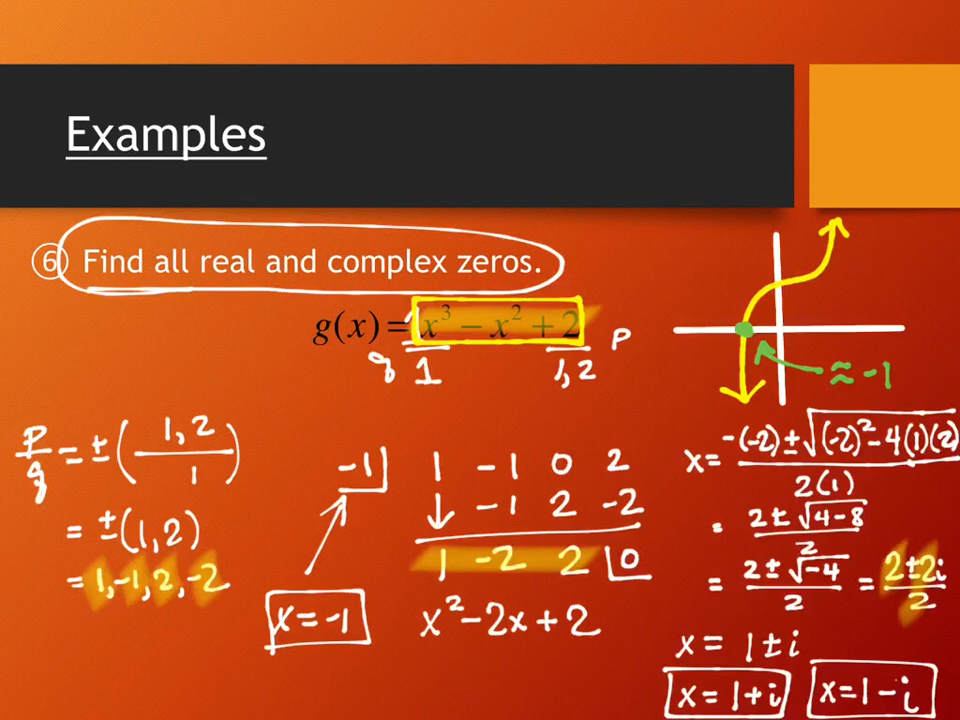 Examples
⑥ Find all real and complex zeros.
g(x) = x³ − x² + 2
q 1 1, 2 P
≈ -1
P/q = ±(1, 2 / 1)
= ±(1, 2)
= 1, -1, 2, -2
-1 | 1 -1 0 2
↓ -1 2 -2
1 -2 2 | 0
x = -1
x² - 2x + 2
x = -(-2) ± √(-2)² - 4(1)(2) / 2(1)
= 2 ± √4-8 / 2
= 2 ± √-4 / 2 = 2 ± 2i / 2
x = 1 ± i
x = 1 + i x = 1 - i